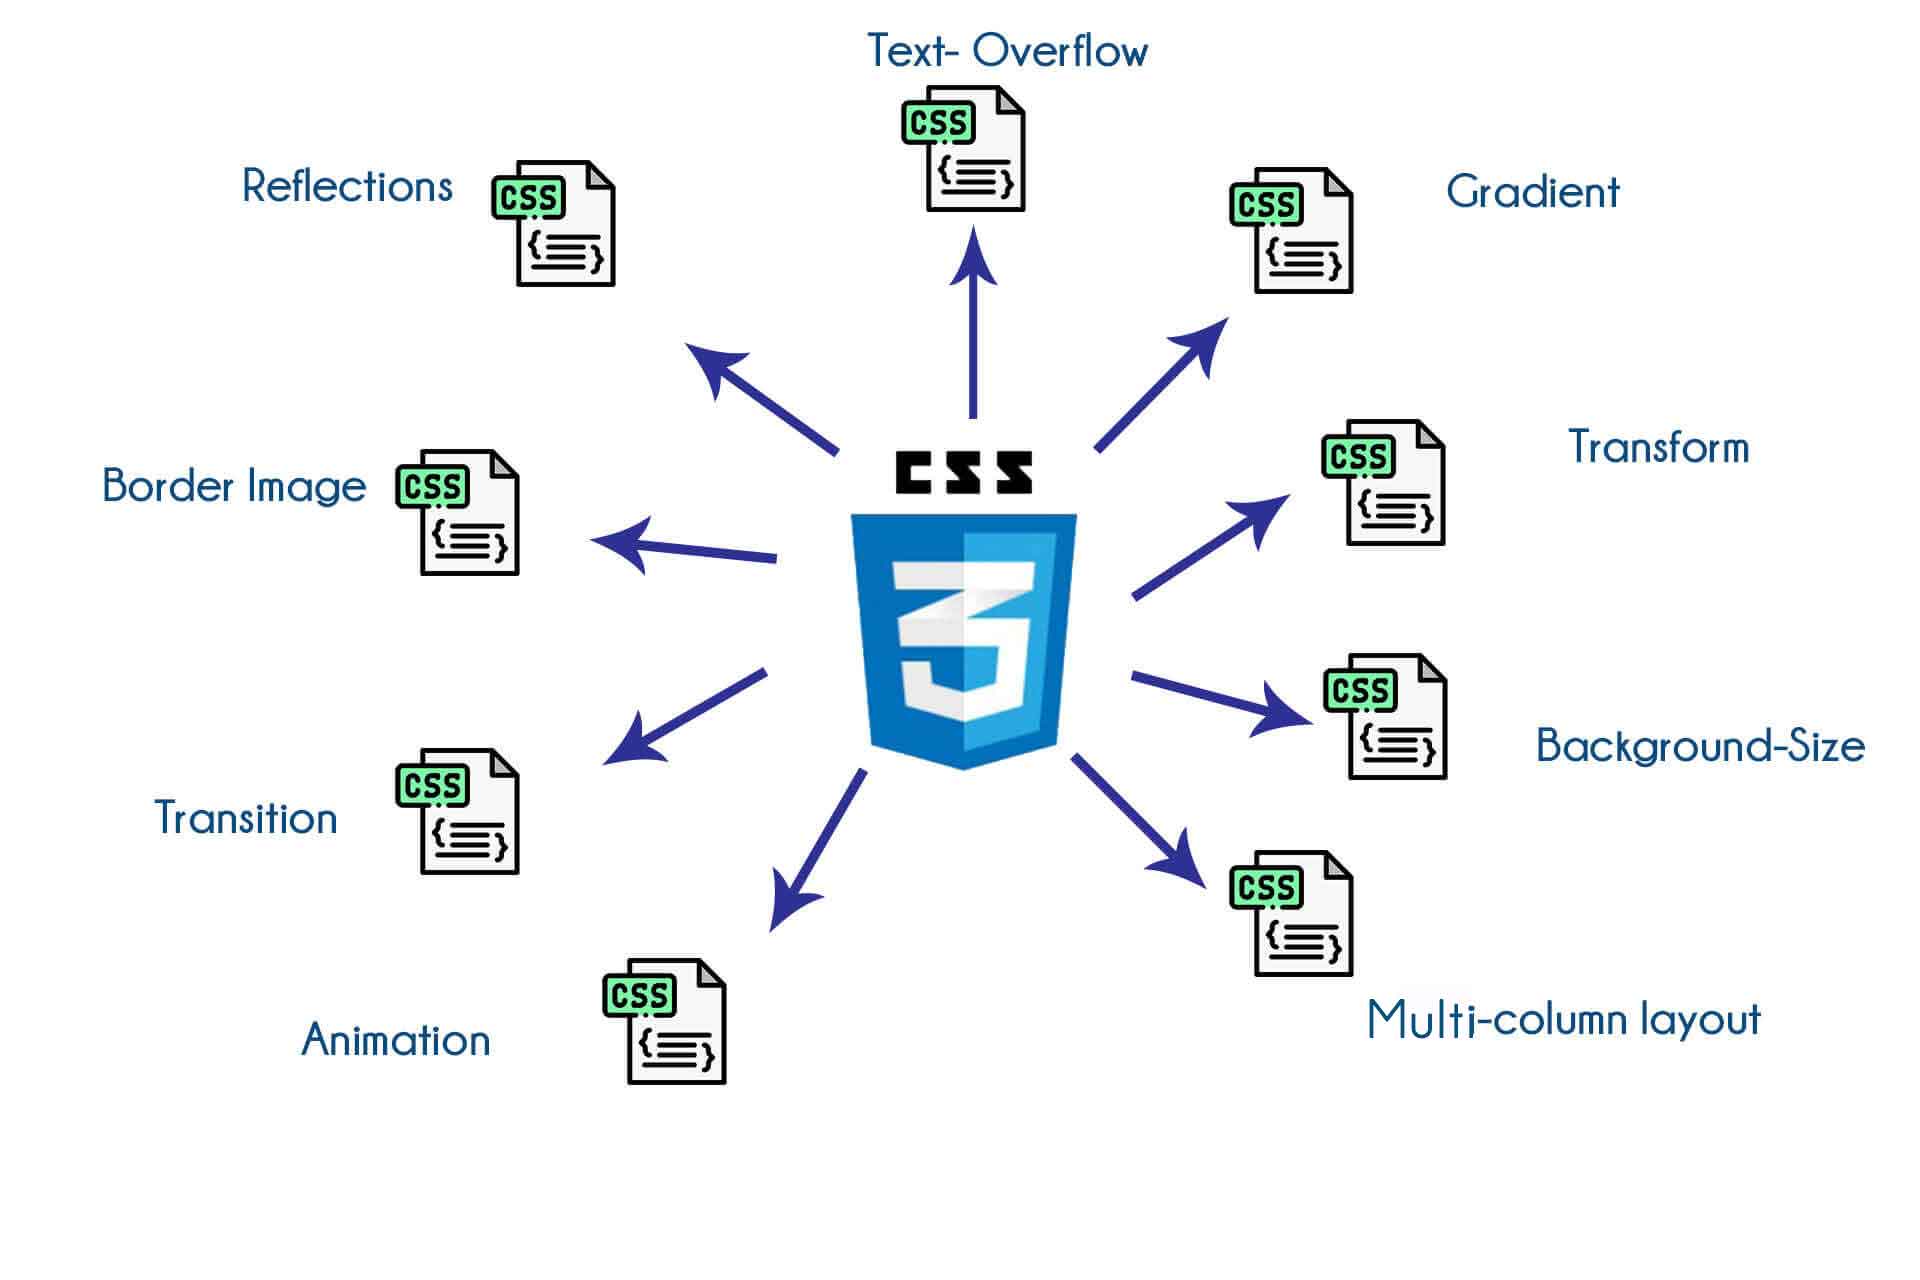 Text- Overflow
CSS
Reflections
CSS
CSS
Gradient
CSS
Transform
CSS
Border Image
CSS
3
CSS
Background-Size
Transition
CSS
CSS
Multi-column layout
Animation
CSS